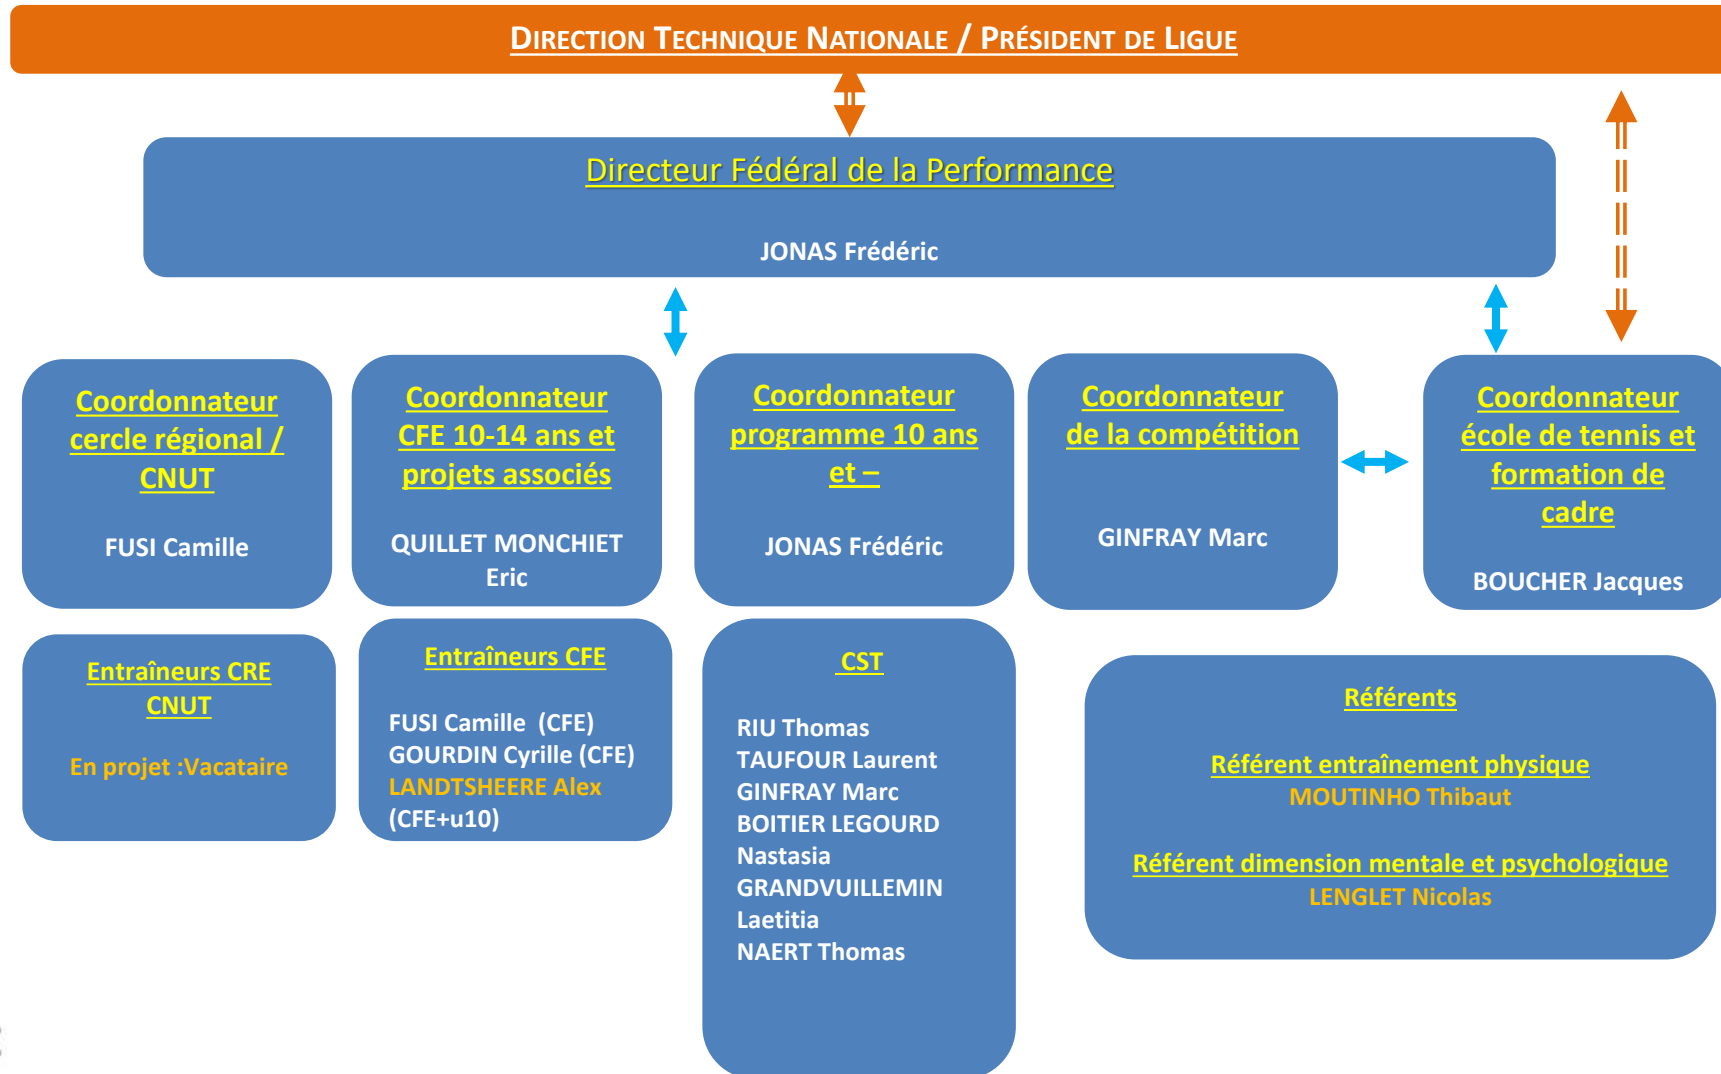 DIRECTION TECHNIQUE NATIONALE / PRÉSIDENT DE LIGUE
Directeur Fédéral de la Performance
JONAS Frédéric
Coordonnateur
cercle régional /
CNUT
FUSI Camille
Coordonnateur
CFE 10-14 ans et
projets associés
QUILLET MONCHIET
Eric
Coordonnateur
programme 10 ans
et –
JONAS Frédéric
Coordonnateur
de la compétition
GINFRAY Marc
Coordonnateur
école de tennis et
formation de
cadre
BOUCHER Jacques
Entraîneurs CRE
CNUT
En projet :Vacataire
Entraîneurs CFE
FUSI Camille  (CFE)
GOURDIN Cyrille (CFE)
LANDTSHEERE Alex
(CFE+u10)
CST
RIU Thomas
TAUFOUR Laurent
GINFRAY Marc
BOITIER LEGOURD
Nastasia
GRANDVUILLEMIN
Laetitia
NAERT Thomas
Référents
Référent entraînement physique
MOUTINHO Thibaut
Référent dimension mentale et psychologique
LENGLET Nicolas